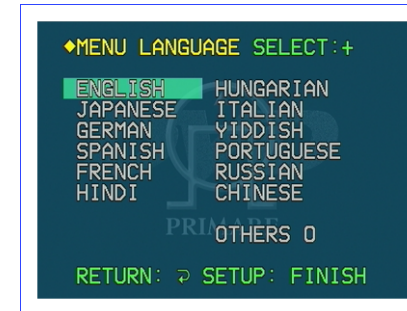 ◆MENU LANGUAGE SELECT:+
ENGLISH HUNGARIAN
JAPANESE ITALIAN
GERMAN YIDDISH
SPANISH PORTUGUESE
FRENCH RUSSIAN
HINDI CHINESE
PRIMARE
OTHERS 0
RETURN: ⊋ SETUP: FINISH